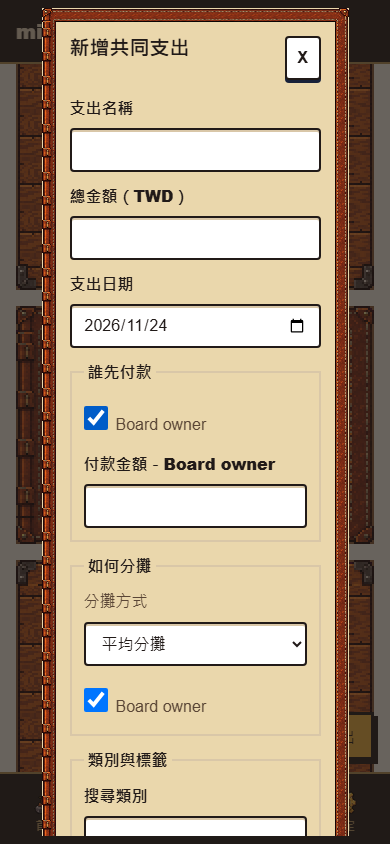 mi
新增共同支出
X
支出名稱
總金額 ( TWD )
支出日期
2026/11/24
誰先付款
Board owner
付款金額 - Board owner
如何分攤
分攤方式
平均分攤
Board owner
類別與標籤
搜尋類別